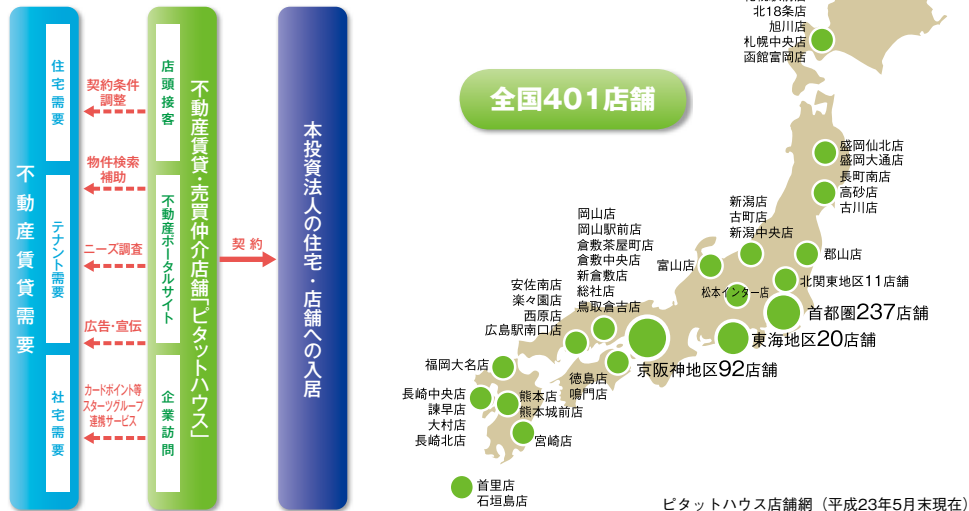 不動産賃貸需要
住宅需要
テナント需要
社宅需要
契約条件
調整
物件検索
補助
ニーズ調査
広告・宣伝
カードポイント等
スターツグループ
連携サービス
店頭接客
不動産ポータルサイト
企業訪問
不動産賃貸・売買仲介店舗「ピタットハウス」
契約
本投資法人の住宅・店舗への入居
全国401店舗
北18条店
旭川店
札幌中央店
函館富岡店
盛岡仙北店
盛岡大通店
長町南店
高砂店
古川店
新潟店
古町店
新潟中央店
郡山店
富山店
松本インター店
北関東地区11店舗
首都圏237店舗
東海地区20店舗
京阪神地区92店舗
岡山店
岡山駅前店
倉敷茶屋町店
倉敷中央店
新倉敷店
総社店
鳥取倉吉店
安佐南店
楽々園店
西原店
広島駅南口店
徳島店
鳴門店
福岡大名店
長崎中央店
諫早店
大村店
長崎北店
熊本店
熊本城前店
宮崎店
首里店
石垣島店
ピタットハウス店舗網（平成23年5月末現在）